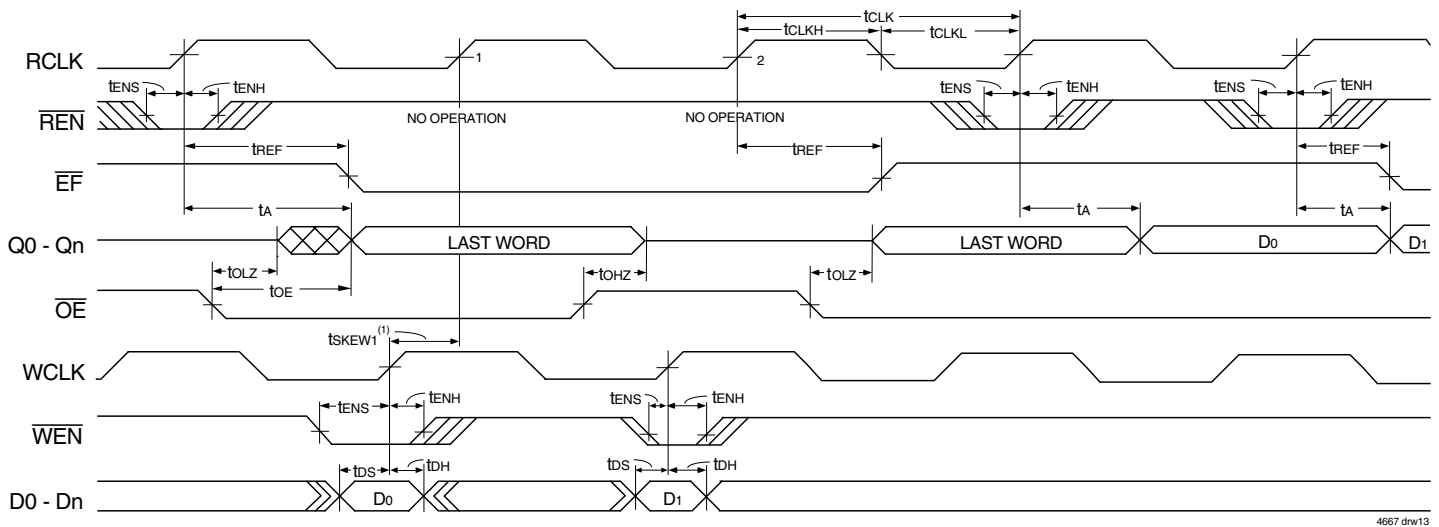 tCLK
tCLKH
tCLKL
RCLK
1
2
tENS
tENH
tENS
tENH
tENS
tENH
REN
NO OPERATION
NO OPERATION
tREF
tREF
tREF
EF
tA
tA
tA
Q0 - Qn
LAST WORD
LAST WORD
D0
D1
tOLZ
tOHZ
tOLZ
tOE
OE
tSKEW1(1)
WCLK
tENS
tENH
tENS
tENH
WEN
tDS
tDH
tDS
tDH
D0 - Dn
D0
D1
4667 drw13